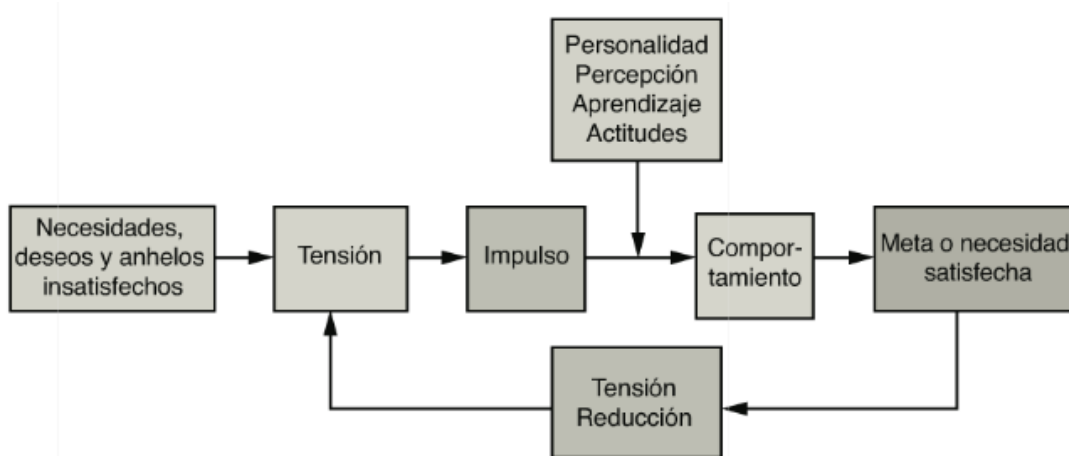 Personalidad
Percepción
Aprendizaje
Actitudes
Necesidades,
deseos y anhelos
insatisfechos
Tensión
Impulso
Compor-
tamiento
Meta o necesidad
satisfecha
Tensión
Reducción